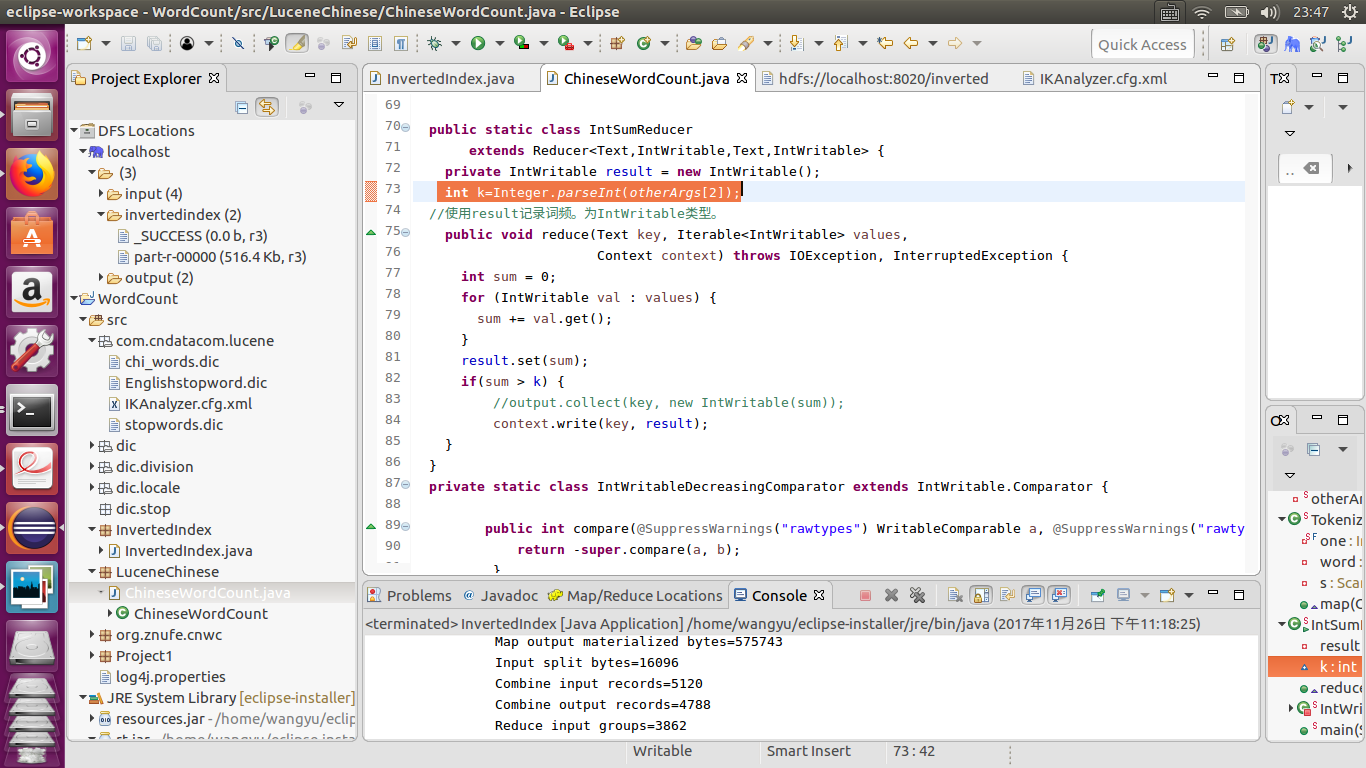 eclipse-workspace - WordCount/src/LuceneChinese/ChineseWordCount.java - Eclipse
23:47
Quick Access
Project Explorer
InvertedIndex.java
ChineseWordCount.java
hdfs://localhost:8020/inverted
IKAnalyzer.cfg.xml
DFS Locations
localhost
(3)
input (4)
invertedindex (2)
_SUCCESS (0.0 b, r3)
part-r-00000 (516.4 Kb, r3)
output (2)
WordCount
src
com.cndatacom.lucene
chi_words.dic
Englishstopword.dic
IKAnalyzer.cfg.xml
stopwords.dic
dic
dic.division
dic.locale
dic.stop
InvertedIndex
InvertedIndex.java
LuceneChinese
ChineseWordCount.java
ChineseWordCount
org.znufe.cnwc
Project1
log4j.properties
JRE System Library [eclipse-installer]
resources.jar - /home/wangyu/eclip
69
70 public static class IntSumReducer
71 extends Reducer<Text,IntWritable,Text,IntWritable> {
72 private IntWritable result = new IntWritable();
73 int k=Integer.parseInt(otherArgs[2]);
74 //使用result记录词频。为IntWritable类型。
75 public void reduce(Text key, Iterable<IntWritable> values,
76 Context context) throws IOException, InterruptedException {
77 int sum = 0;
78 for (IntWritable val : values) {
79 sum += val.get();
80 }
81 result.set(sum);
82 if(sum > k) {
83 //output.collect(key, new IntWritable(sum));
84 context.write(key, result);
85 }
86 }
87 private static class IntWritableDecreasingComparator extends IntWritable.Comparator {
88
89 public int compare(@SuppressWarnings("rawtypes") WritableComparable a, @SuppressWarnings("rawty
90 return -super.compare(a, b);
}
Problems
Javadoc
Map/Reduce Locations
Console
<terminated> InvertedIndex [Java Application] /home/wangyu/eclipse-installer/jre/bin/java (2017年11月26日 下午11:18:25)
Map output materialized bytes=575743
Input split bytes=16096
Combine input records=5120
Combine output records=4788
Reduce input groups=3862
otherAr
Tokeniz
one : I
word :
s : Sca
map(O
IntSum
result
k : int
reduce
IntWri
main(S
Writable
Smart Insert
73 : 42